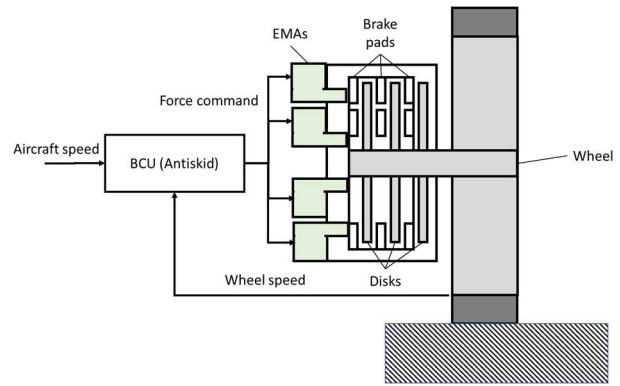 EMAs
Brake
pads
Force command
Aircraft speed
BCU (Antiskid)
Wheel
Wheel speed
Disks